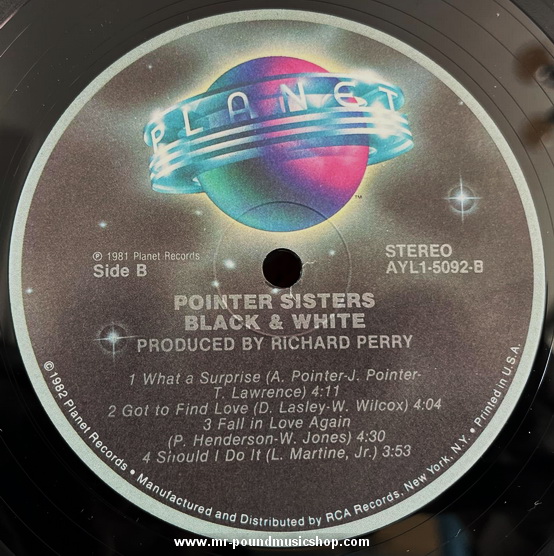 PLANET
™
℗ 1981 Planet Records
Side B
STEREO
AYL1-5092-B
POINTER SISTERS
BLACK & WHITE
PRODUCED BY RICHARD PERRY
1 What a Surprise (A. Pointer-J. Pointer-
T. Lawrence) 4:11
2 Got to Find Love (D. Lasley-W. Wilcox) 4:04
3 Fall in Love Again
(P. Henderson-W. Jones) 4:30
4 Should I Do It (L. Martine, Jr.) 3:53
©1982 Planet Records • Manufactured and Distributed by RCA Records, New York, N.Y. • Printed in U.S.A.
www.mr-poundmusicshop.com